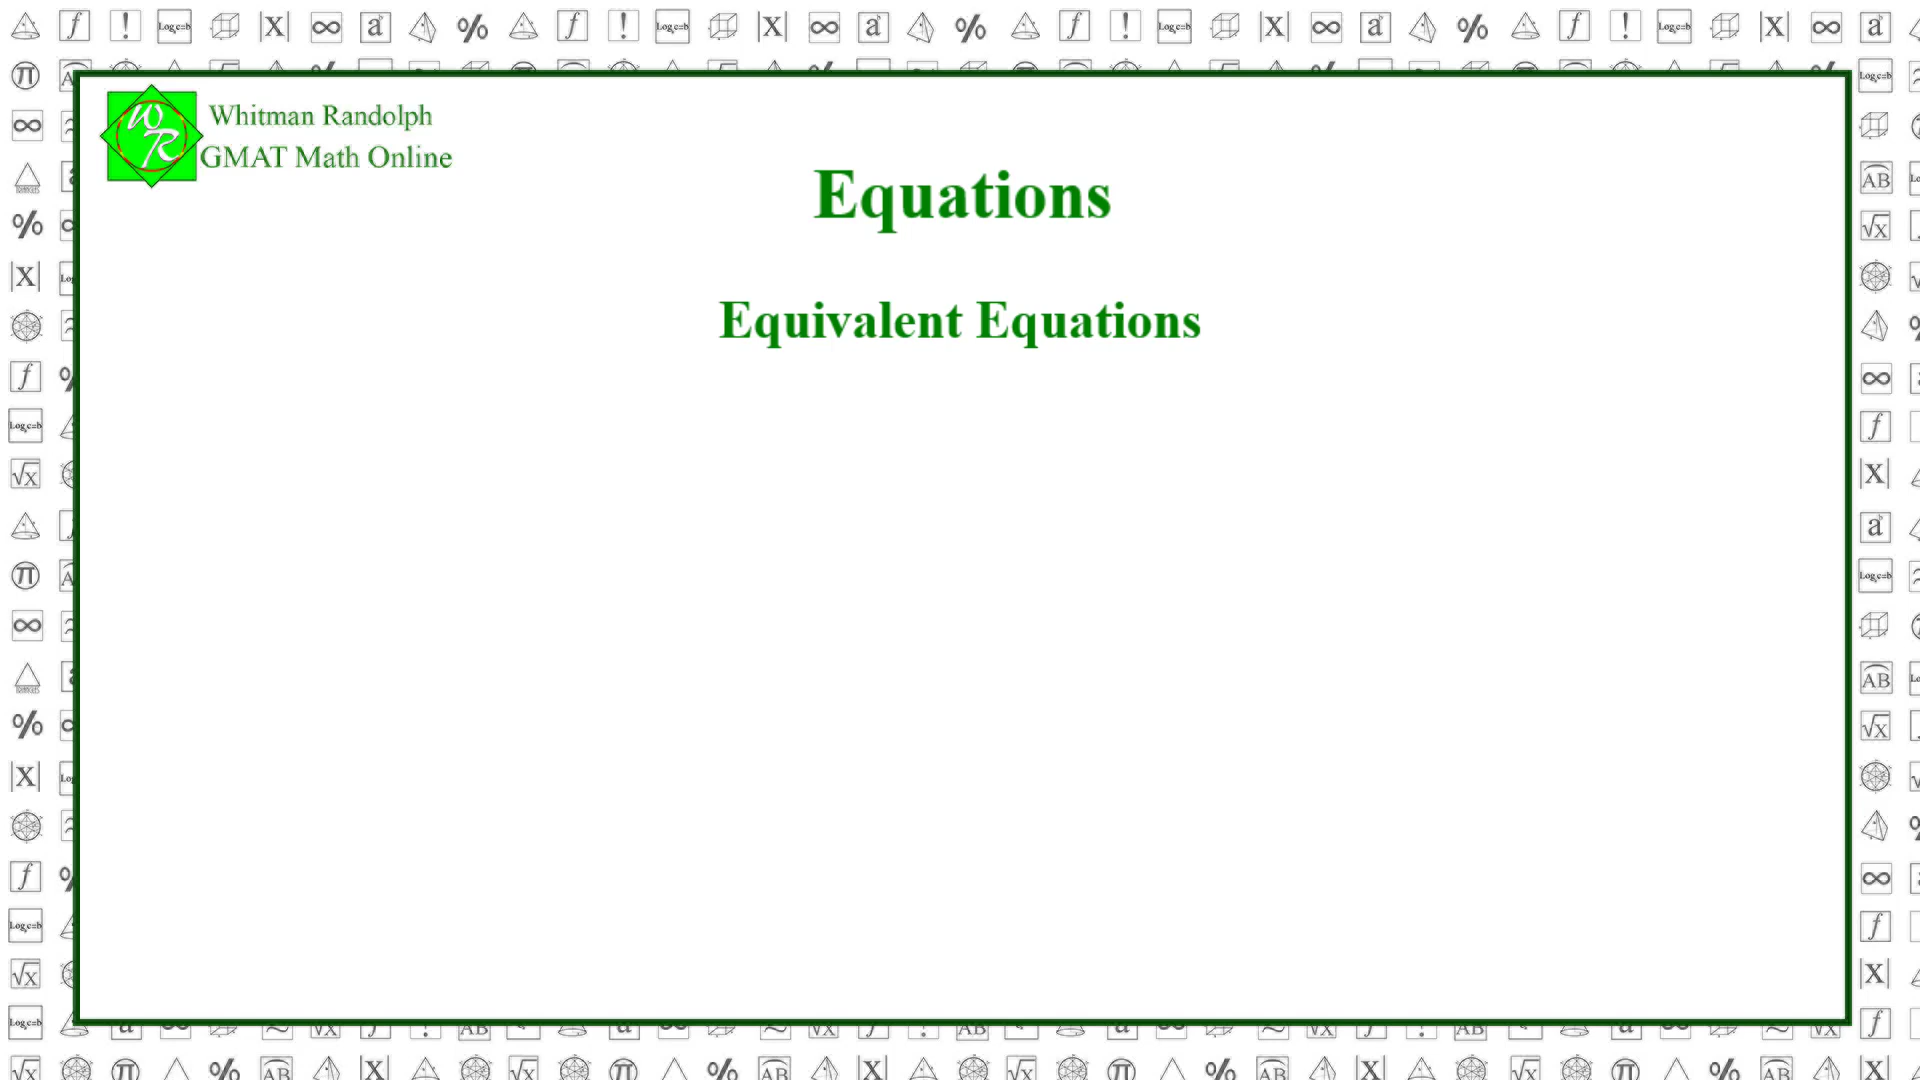 Whitman Randolph
GMAT Math Online
Equations
Equivalent Equations